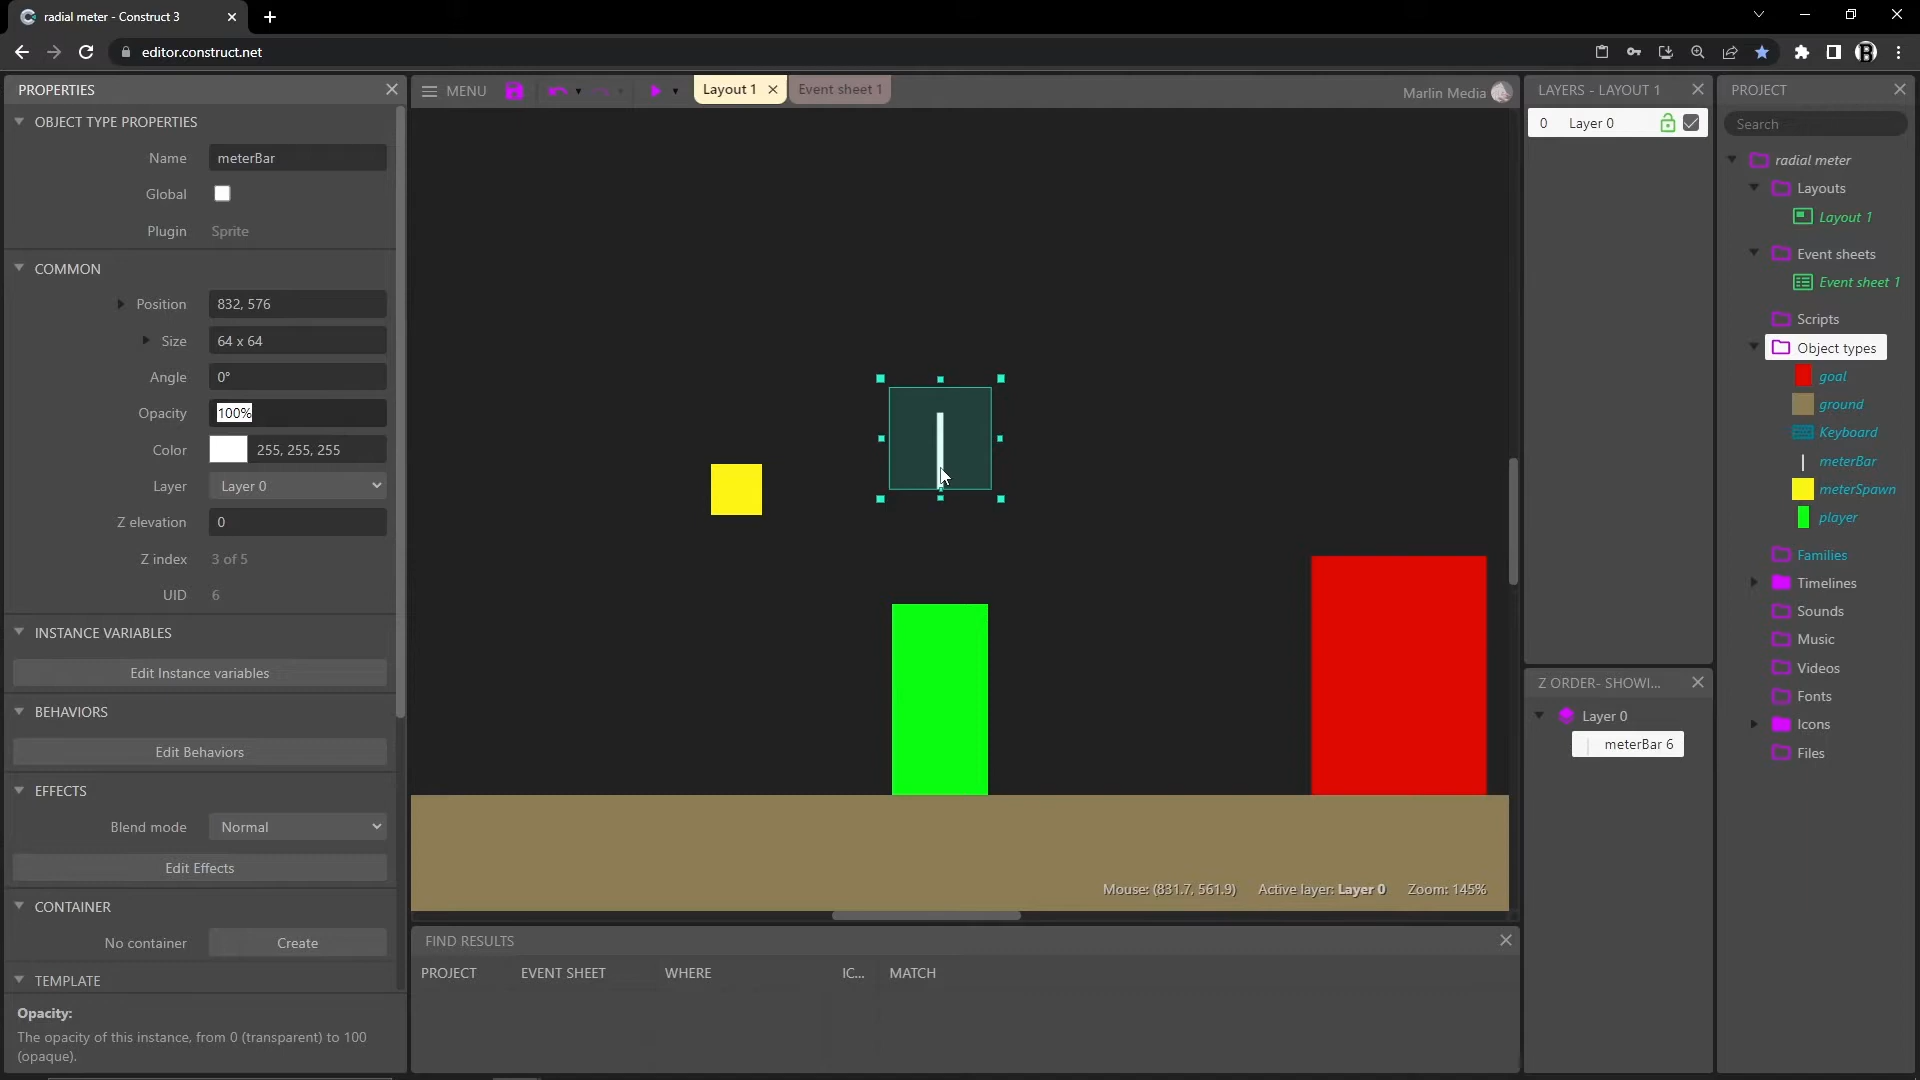 radial meter - Construct 3
editor.construct.net
PROPERTIES
OBJECT TYPE PROPERTIES
Name meterBar
Global
Plugin Sprite
COMMON
Position 832, 576
Size 64 x 64
Angle 0°
Opacity 100%
Color 255, 255, 255
Layer Layer 0
Z elevation 0
Z index 3 of 5
UID 6
INSTANCE VARIABLES
Edit Instance variables
BEHAVIORS
Edit Behaviors
EFFECTS
Blend mode Normal
Edit Effects
CONTAINER
No container Create
TEMPLATE
Opacity:
The opacity of this instance, from 0 (transparent) to 100
(opaque).
MENU
Layout 1
Event sheet 1
Marlin Media
Mouse: (831.7, 561.9) Active layer: Layer 0 Zoom: 145%
FIND RESULTS
PROJECT EVENT SHEET WHERE IC... MATCH
LAYERS - LAYOUT 1
0 Layer 0
Z ORDER- SHOWI...
Layer 0
meterBar 6
PROJECT
Search
radial meter
Layouts
Layout 1
Event sheets
Event sheet 1
Scripts
Object types
goal
ground
Keyboard
meterBar
meterSpawn
player
Families
Timelines
Sounds
Music
Videos
Fonts
Icons
Files